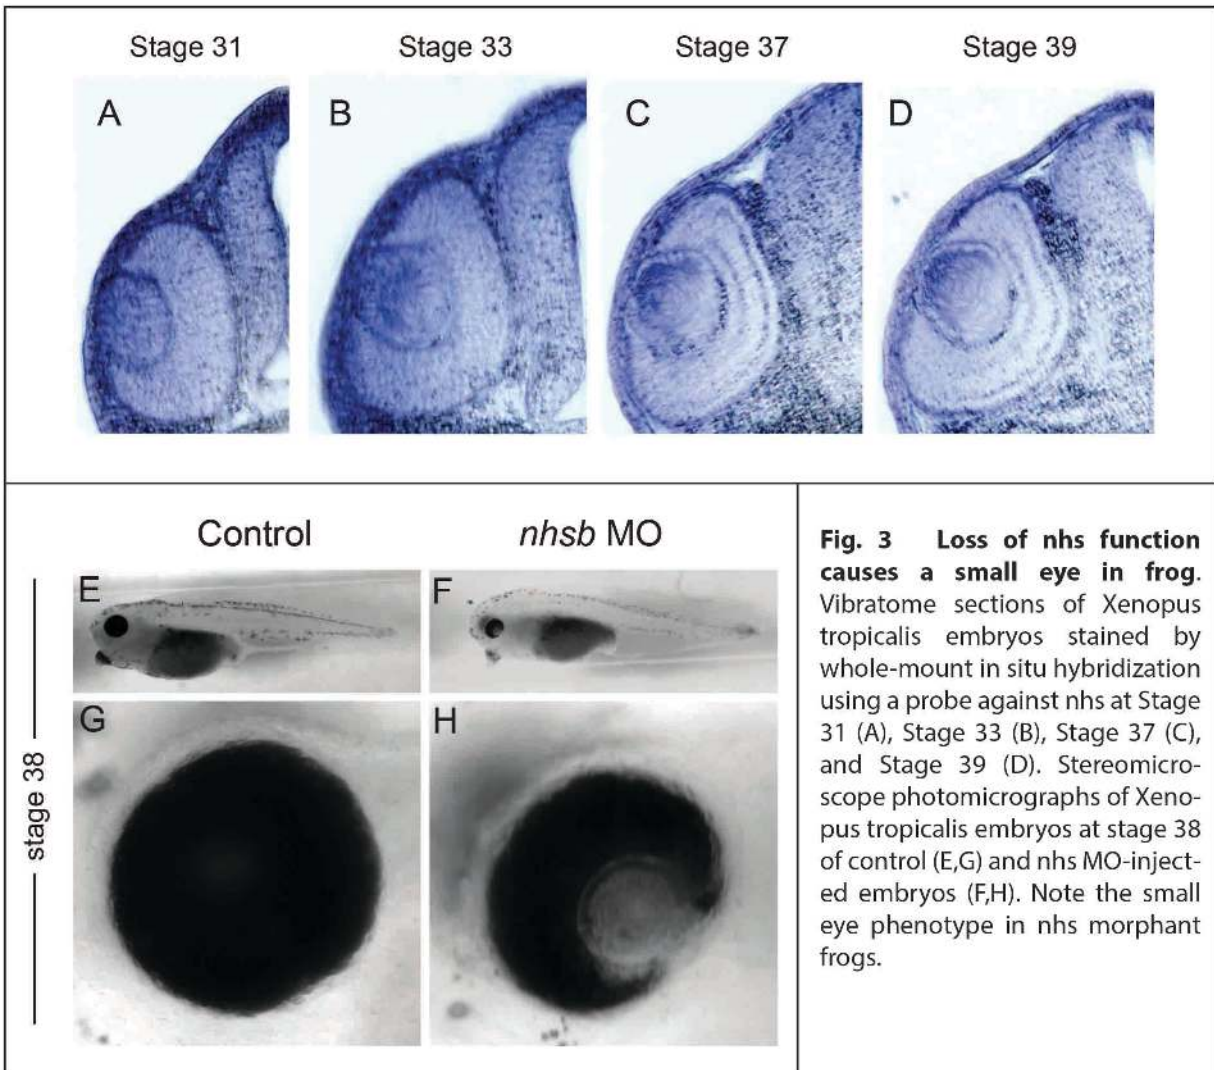 Stage 31 Stage 33 Stage 37 Stage 39
A B C D
Control nhsb MO
E F
G H
stage 38
Fig. 3 Loss of nhs function
causes a small eye in frog.
Vibratome sections of Xenopus
tropicalis embryos stained by
whole-mount in situ hybridization
using a probe against nhs at Stage
31 (A), Stage 33 (B), Stage 37 (C),
and Stage 39 (D). Stereomicro-
scope photomicrographs of Xeno-
pus tropicalis embryos at stage 38
of control (E,G) and nhs MO-inject-
ed embryos (F,H). Note the small
eye phenotype in nhs morphant
frogs.